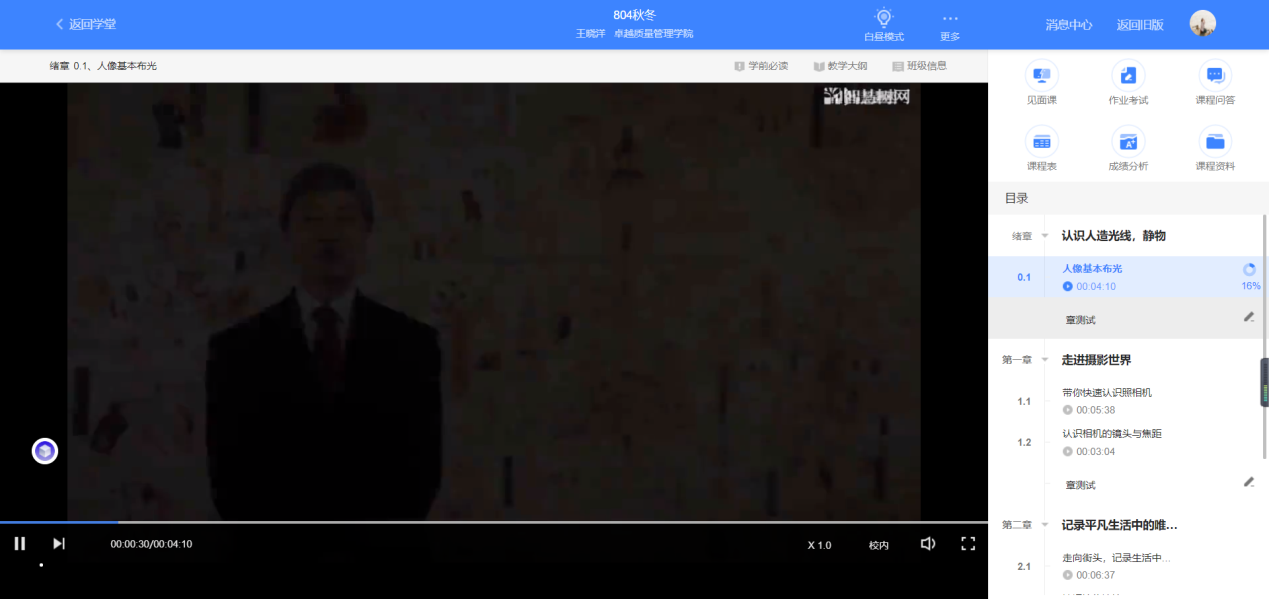 返回学堂
804秋冬
王晓洋 卓越质量管理学院
白昼模式
更多
消息中心
返回旧版
绪章 0.1、人像基本布光
学前必读
教学大纲
班级信息
智慧树网
00:00:30/00:04:10
X 1.0
校内
见面课
作业考试
课程问答
课程表
成绩分析
课程资料
目录
绪章 认识人造光线，静物
0.1 人像基本布光
00:04:10
16%
章测试
第一章 走进摄影世界
1.1 带你快速认识照相机
00:05:38
1.2 认识相机的镜头与焦距
00:03:04
章测试
第二章 记录平凡生活中的唯...
2.1 走向街头，记录生活中...
00:06:37